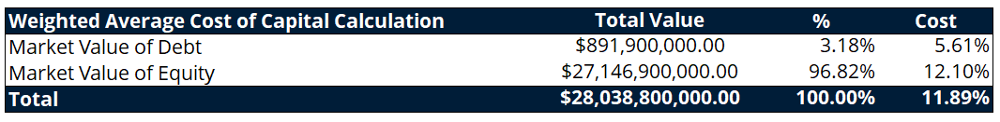 Weighted Average Cost of Capital Calculation Total Value % Cost
Market Value of Debt $891,900,000.00 3.18% 5.61%
Market Value of Equity $27,146,900,000.00 96.82% 12.10%
Total $28,038,800,000.00 100.00% 11.89%